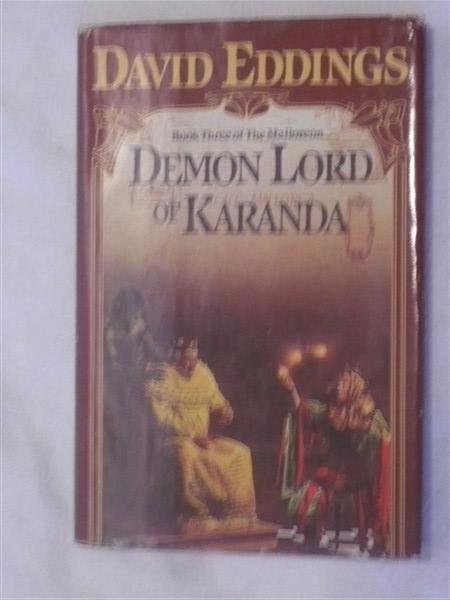 DAVID EDDINGS
Book Three of The Malloreon
DEMON LORD
OF KARANDA